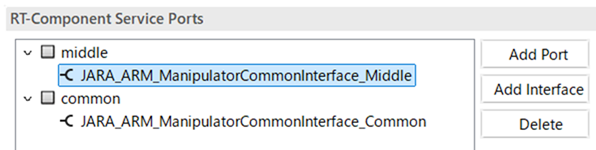 RT-Component Service Ports
middle
JARA_ARM_ManipulatorCommonInterface_Middle
common
JARA_ARM_ManipulatorCommonInterface_Common
Add Port
Add Interface
Delete